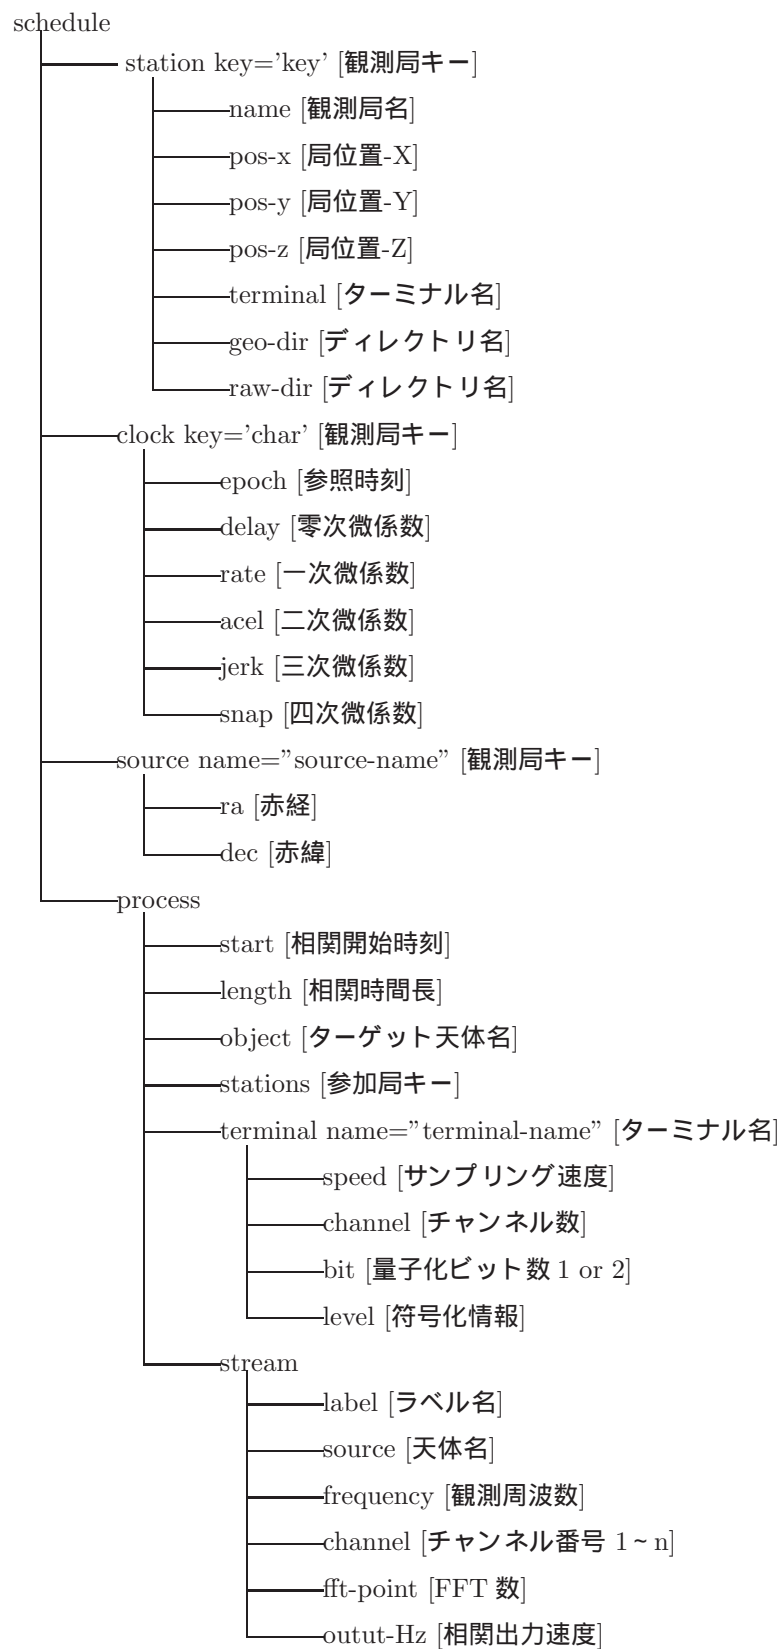 schedule
station key='key' [観測局キー]
name [観測局名]
pos-x [局位置-X]
pos-y [局位置-Y]
pos-z [局位置-Z]
terminal [ターミナル名]
geo-dir [ディレクトリ名]
raw-dir [ディレクトリ名]
clock key='char' [観測局キー]
epoch [参照時刻]
delay [零次微係数]
rate [一次微係数]
acel [二次微係数]
jerk [三次微係数]
snap [四次微係数]
source name="source-name" [観測局キー]
ra [赤経]
dec [赤緯]
process
start [相関開始時刻]
length [相関時間長]
object [ターゲット天体名]
stations [参加局キー]
terminal name="terminal-name" [ターミナル名]
speed [サンプリング速度]
channel [チャンネル数]
bit [量子化ビット数 1 or 2]
level [符号化情報]
stream
label [ラベル名]
source [天体名]
frequency [観測周波数]
channel [チャンネル番号 1~n]
fft-point [FFT 数]
outut-Hz [相関出力速度]